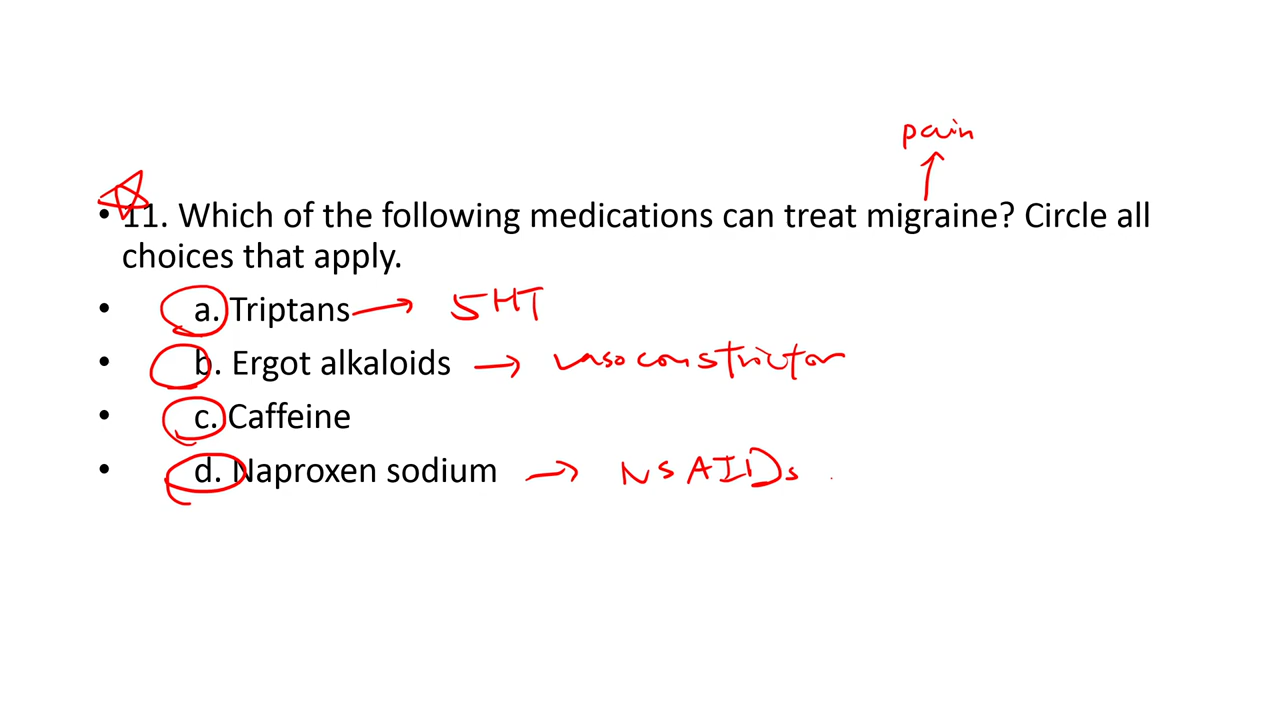 pain
• 11. Which of the following medications can treat migraine? Circle all
choices that apply.
• a. Triptans → 5HT
• b. Ergot alkaloids → vasoconstrictor
• c. Caffeine
• d. Naproxen sodium → NSAIDs